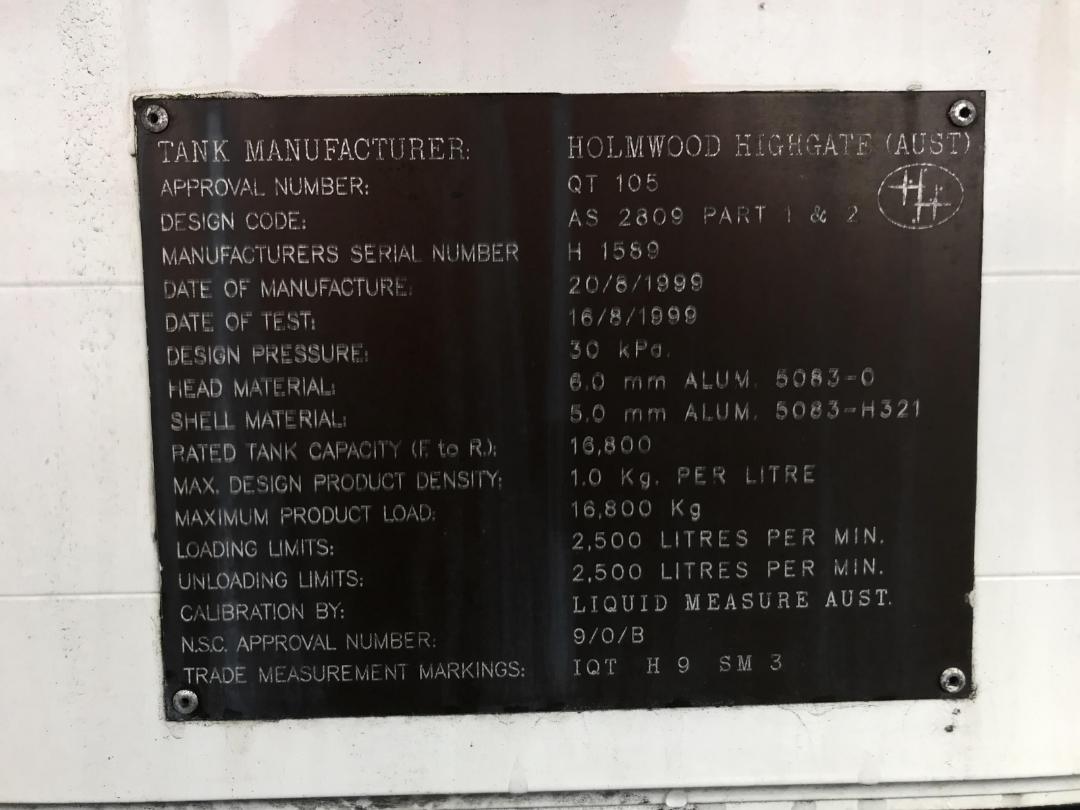 TANK MANUFACTURER: HOLMWOOD HIGHGATE (AUST)
APPROVAL NUMBER: QT 105
DESIGN CODE: AS 2809 PART 1 & 2 HH
MANUFACTURERS SERIAL NUMBER H 1589
DATE OF MANUFACTURE: 20/8/1999
DATE OF TEST: 16/8/1999
DESIGN PRESSURE: 30 kPa.
HEAD MATERIAL: 6.0 mm ALUM. 5083-0
SHELL MATERIAL: 5.0 mm ALUM. 5083-H321
RATED TANK CAPACITY (F. to R.): 16,800
MAX. DESIGN PRODUCT DENSITY: 1.0 Kg. PER LITRE
MAXIMUM PRODUCT LOAD: 16,800 Kg
LOADING LIMITS: 2,500 LITRES PER MIN.
UNLOADING LIMITS: 2,500 LITRES PER MIN.
CALIBRATION BY: LIQUID MEASURE AUST.
N.S.C. APPROVAL NUMBER: 9/0/B
TRADE MEASUREMENT MARKINGS: IQT H 9 SM 3